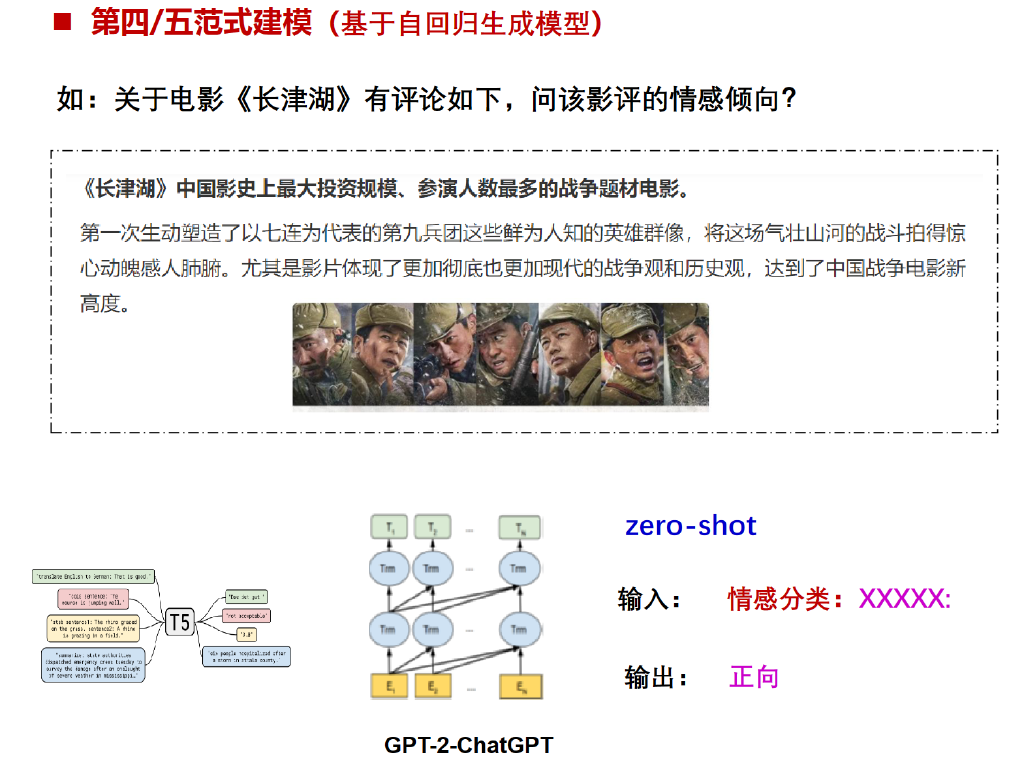 ■ 第四/五范式建模（基于自回归生成模型）
如：关于电影《长津湖》有评论如下，问该影评的情感倾向？
《长津湖》中国影史上最大投资规模、参演人数最多的战争题材电影。
第一次生动塑造了以七连为代表的第九兵团这些鲜为人知的英雄群像，将这场气壮山河的战斗拍得惊
心动魄感人肺腑。尤其是影片体现了更加彻底也更加现代的战争观和历史观，达到了中国战争电影新
高度。
"translate English to German: That is good."
"cola sentence: The
course is jumping well."
"stsb sentence1: The rhino grazed
on the grass. sentence2: A rhino
is grazing in a field."
"summarize: state authorities
dispatched emergency crews tuesday to
survey the damage after an onslaught
of severe weather in mississippi…"
T5
"Das ist gut."
"not acceptable"
"3.8"
"six people hospitalized after
a storm in attala county."
T1 T2 … TN
Trm Trm … Trm
Trm Trm … Trm
E1 E2 … EN
GPT-2-ChatGPT
zero-shot
输入： 情感分类：XXXXX:
输出： 正向